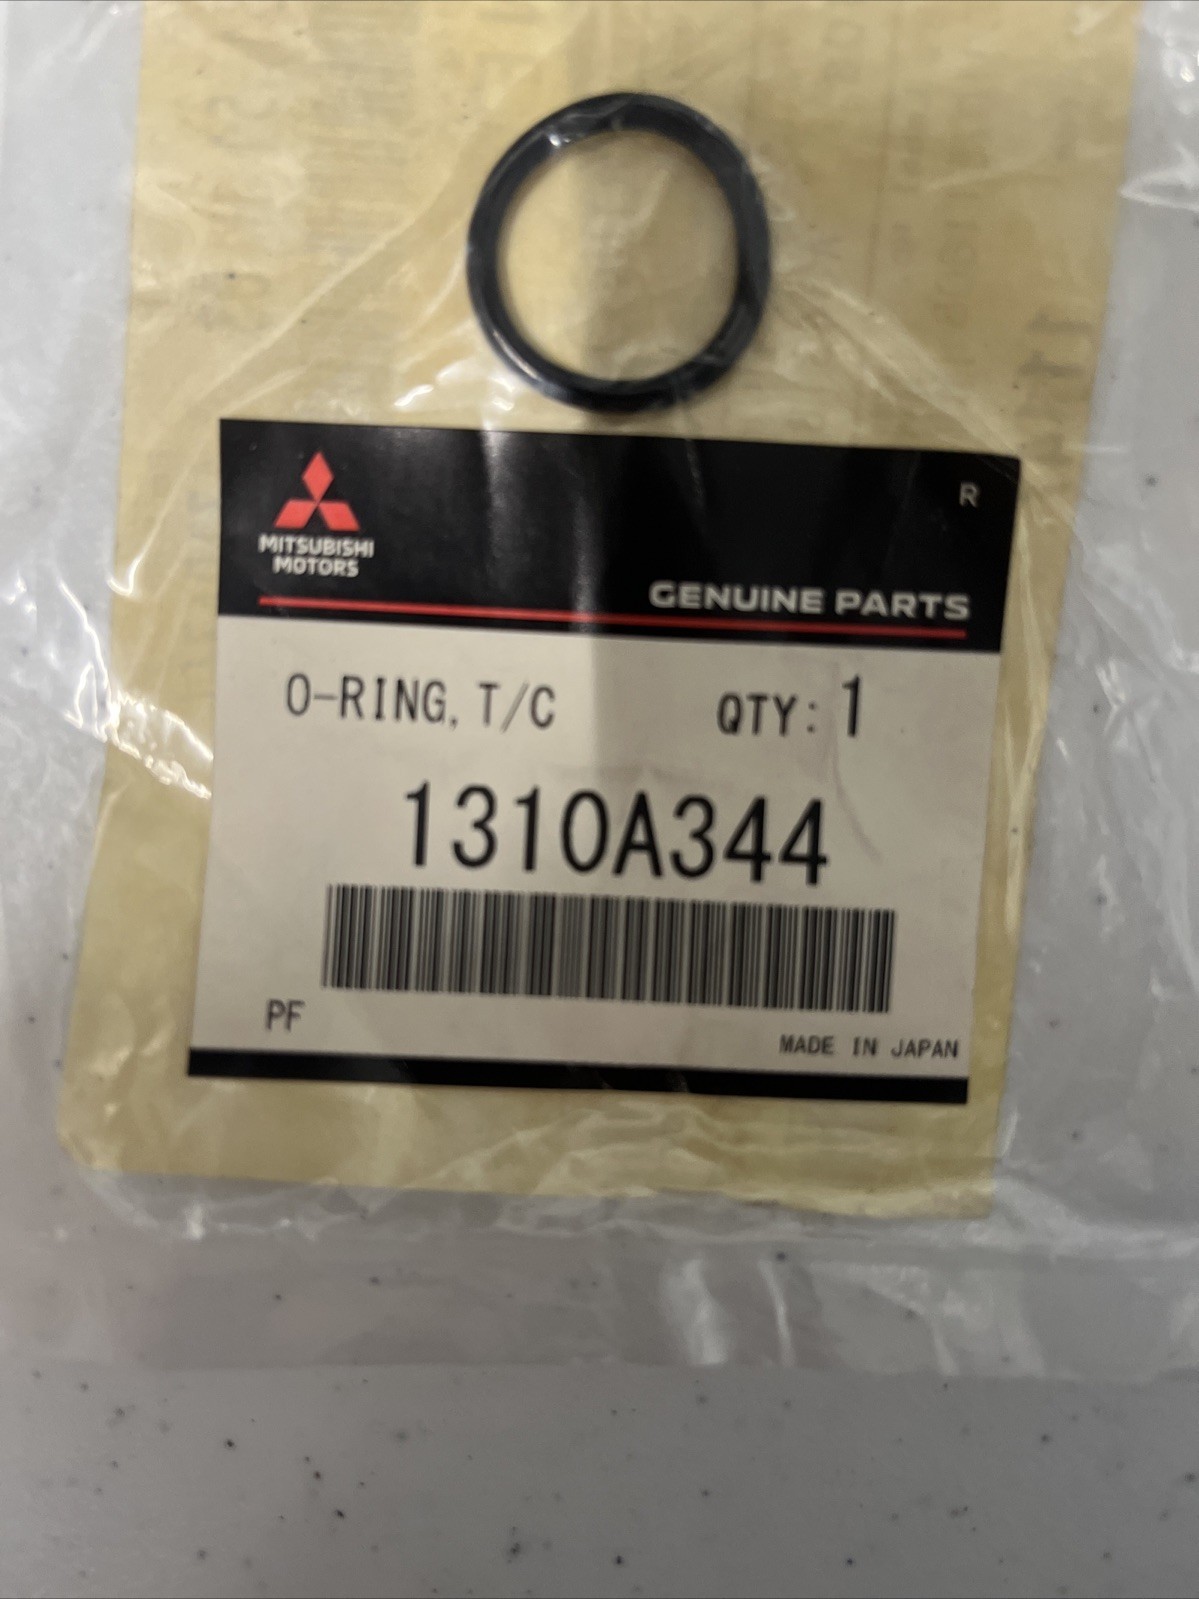 R
MITSUBISHI
MOTORS
GENUINE PARTS
O-RING, T/C QTY: 1
1310A344
PF
MADE IN JAPAN